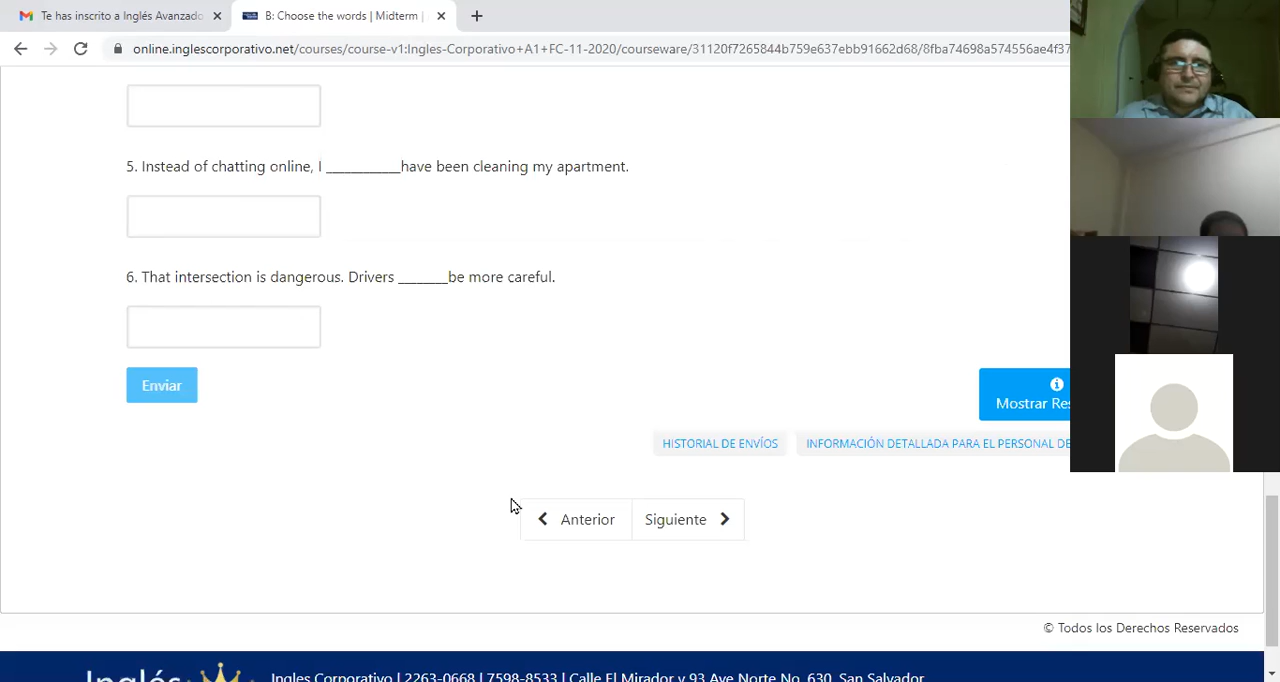 Te has inscrito a Inglés Avanzado
B: Choose the words | Midterm |
online.inglescorporativo.net/courses/course-v1:Ingles-Corporativo+A1+FC-11-2020/courseware/31120f7265844b759e637ebb91662d68/8fba74698a574556ae4f37
5. Instead of chatting online, I ____________have been cleaning my apartment.
6. That intersection is dangerous. Drivers _______be more careful.
Enviar
Mostrar Res
HISTORIAL DE ENVÍOS
INFORMACIÓN DETALLADA PARA EL PERSONAL DE
Anterior
Siguiente
© Todos los Derechos Reservados
Inglés
Ingles Corporativo | 2263-0668 | 7598-8533 | Calle El Mirador y 93 Ave Norte No. 630, San Salvador